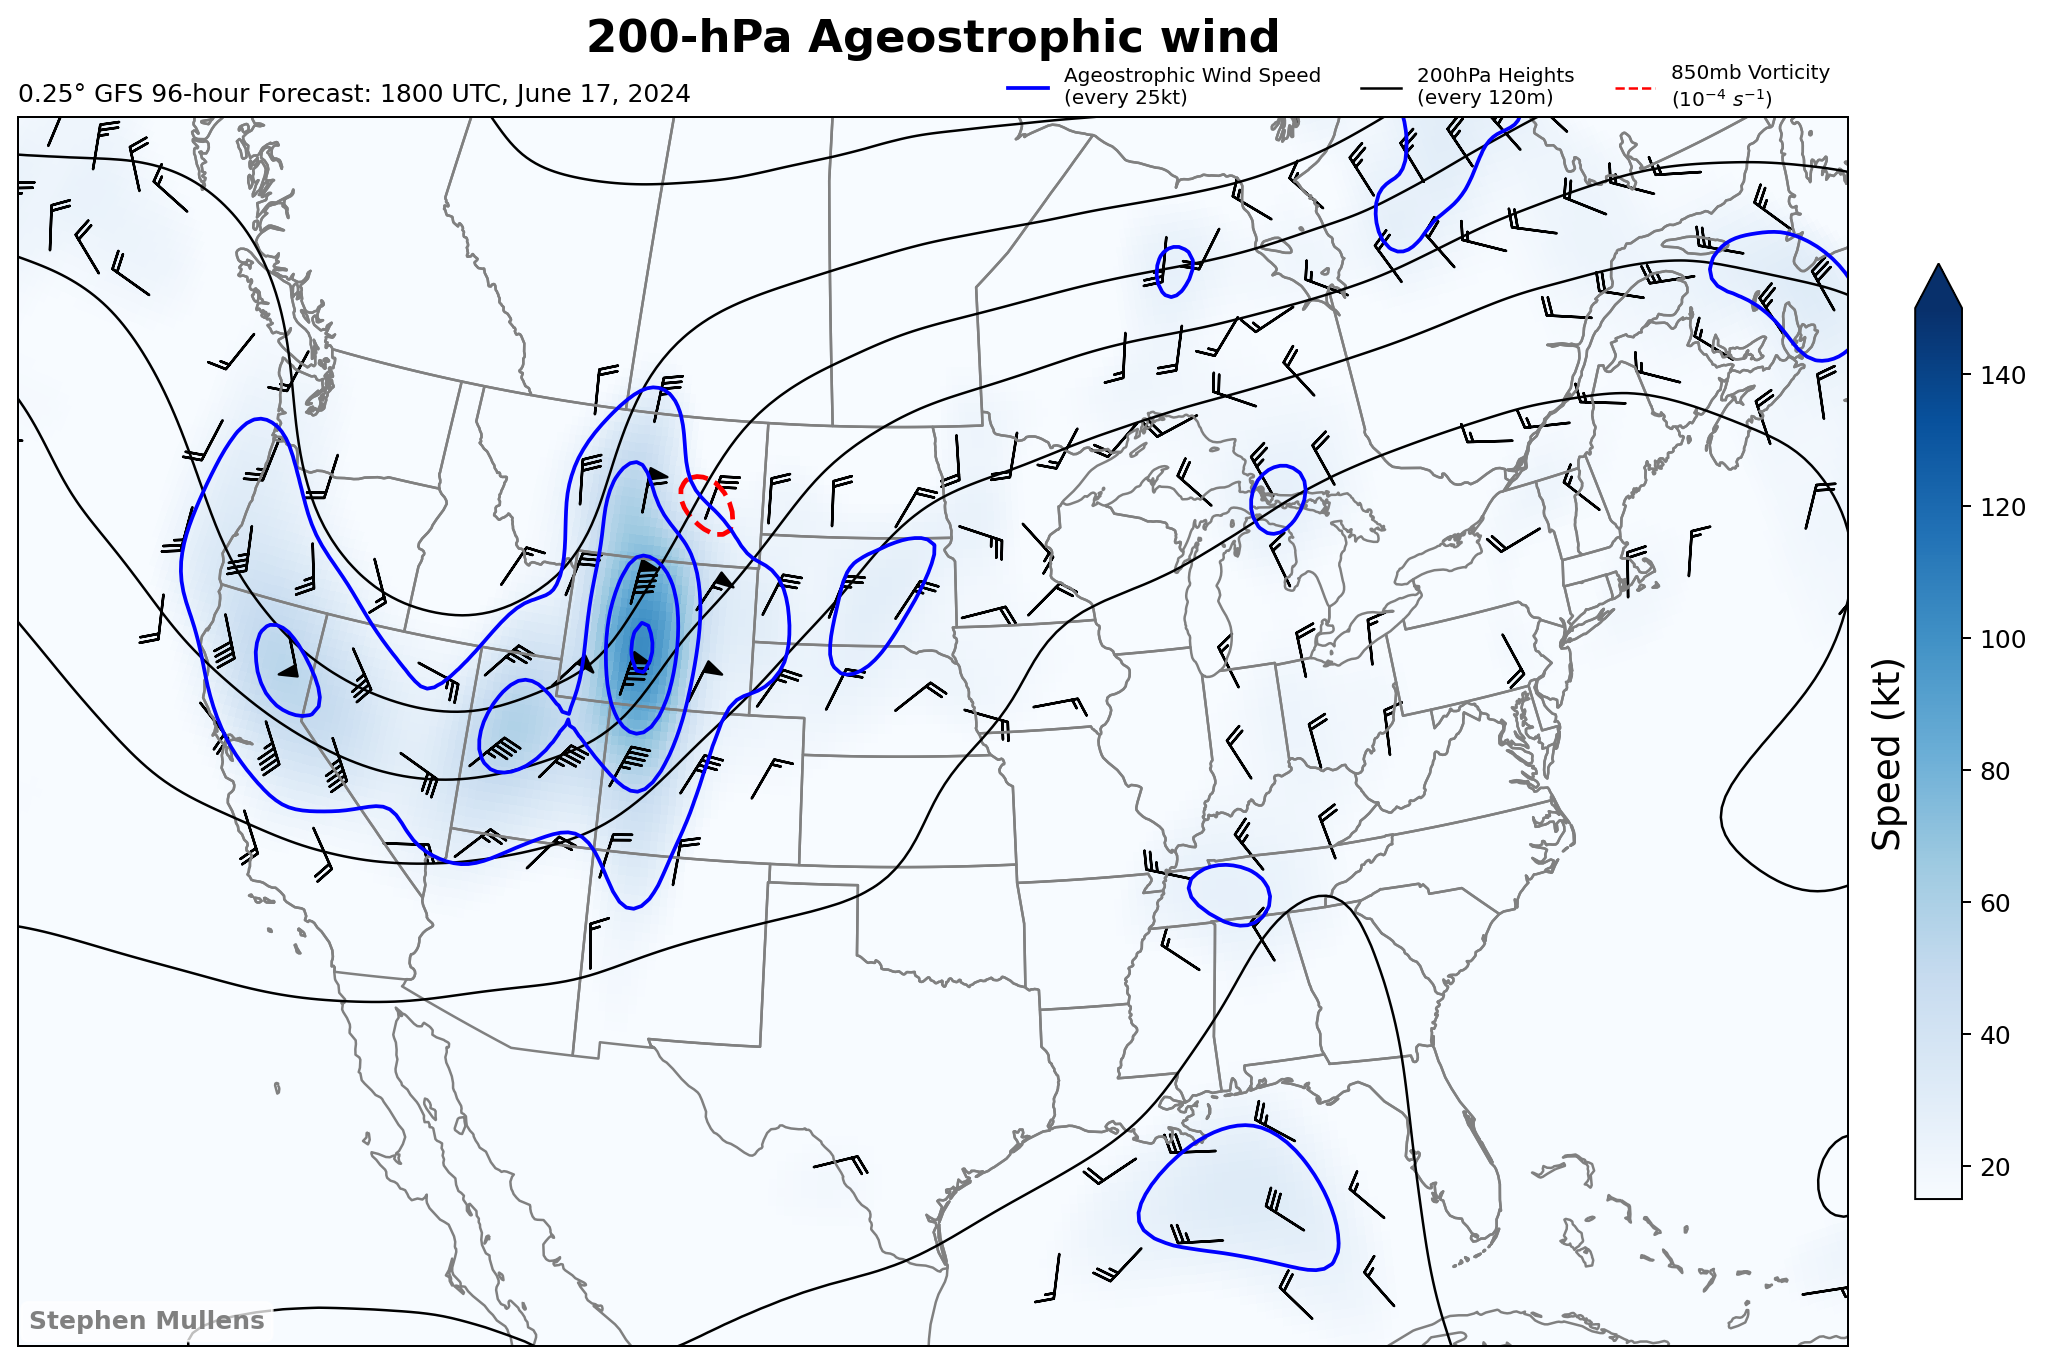 200-hPa Ageostrophic wind
0.25° GFS 96-hour Forecast: 1800 UTC, June 17, 2024
Ageostrophic Wind Speed
(every 25kt)
200hPa Heights
(every 120m)
850mb Vorticity
(10⁻⁴ s⁻¹)
140
120
100
80
60
40
20
Speed (kt)
Stephen Mullens